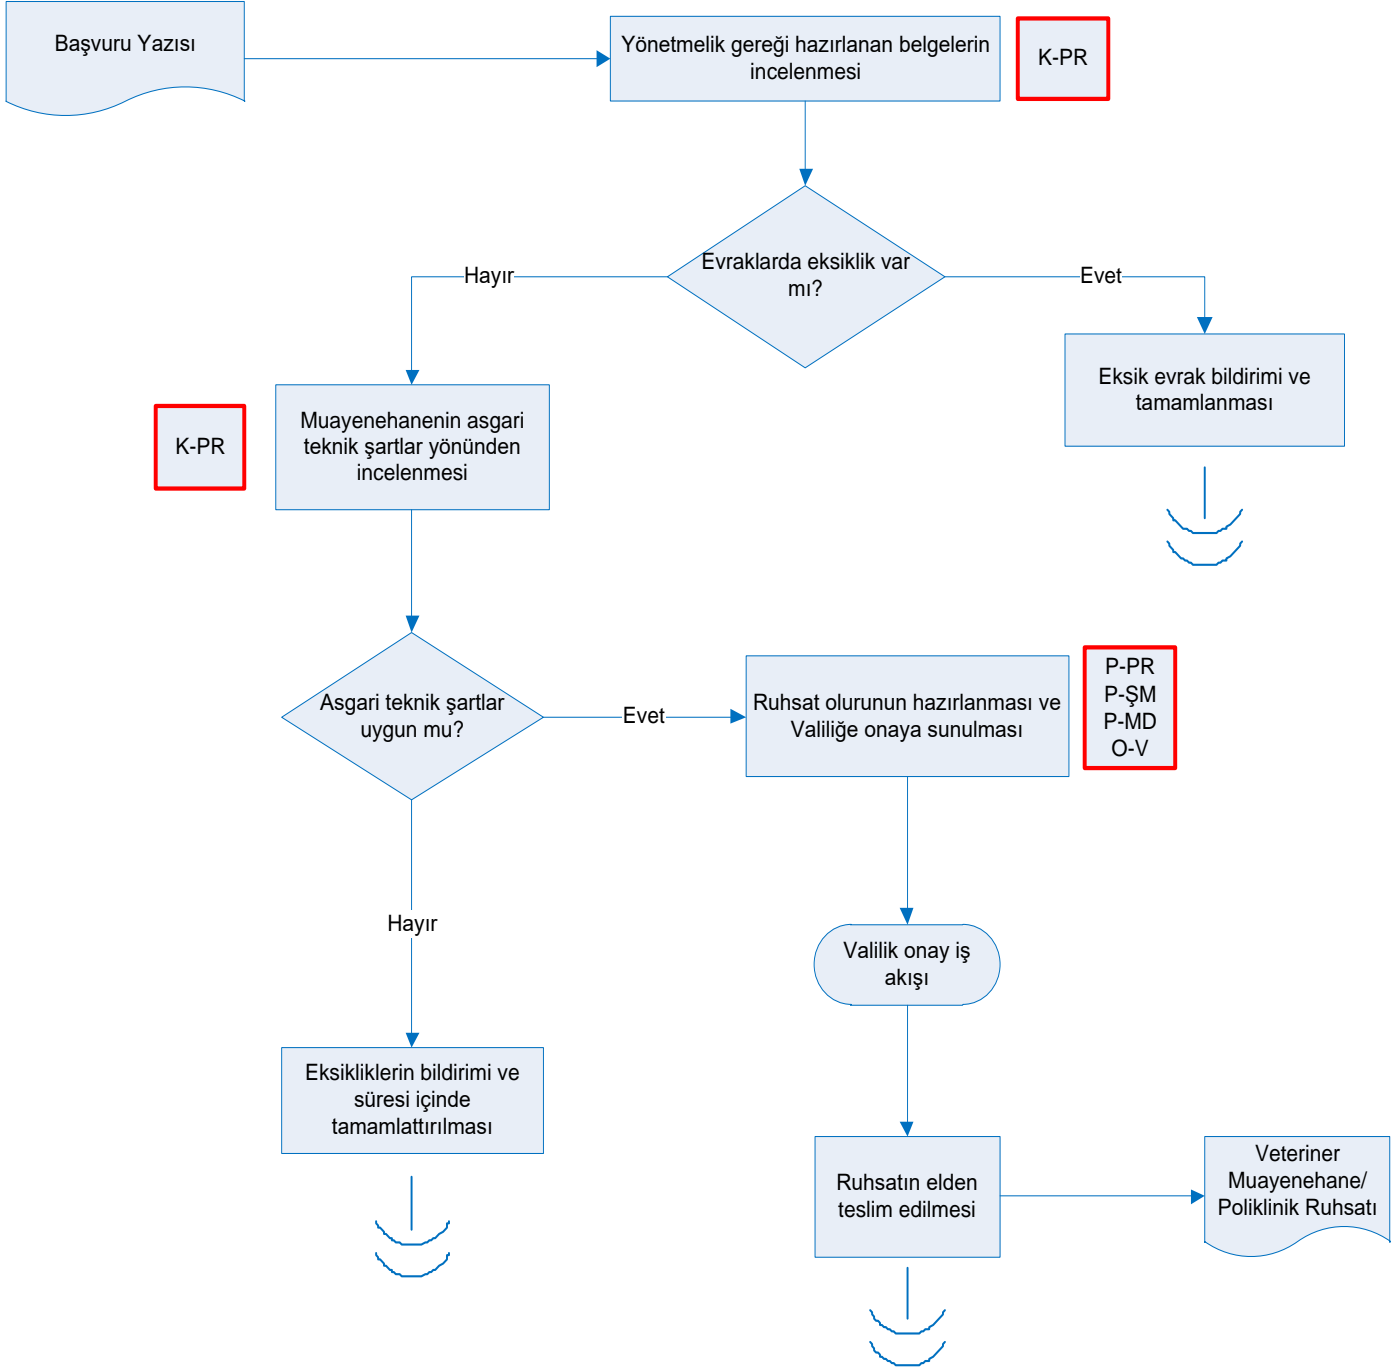 Başvuru Yazısı
Yönetmelik gereği hazırlanan belgelerin
incelenmesi
K-PR
Evraklarda eksiklik var
mı?
Hayır
Evet
Eksik evrak bildirimi ve
tamamlanması
K-PR
Muayenehanenin asgari
teknik şartlar yönünden
incelenmesi
Asgari teknik şartlar
uygun mu?
Evet
Ruhsat olurunun hazırlanması ve
Valiliğe onaya sunulması
P-PR
P-ŞM
P-MD
O-V
Hayır
Valilik onay iş
akışı
Eksikliklerin bildirimi ve
süresi içinde
tamamlattırılması
Ruhsatın elden
teslim edilmesi
Veteriner
Muayenehane/
Poliklinik Ruhsatı